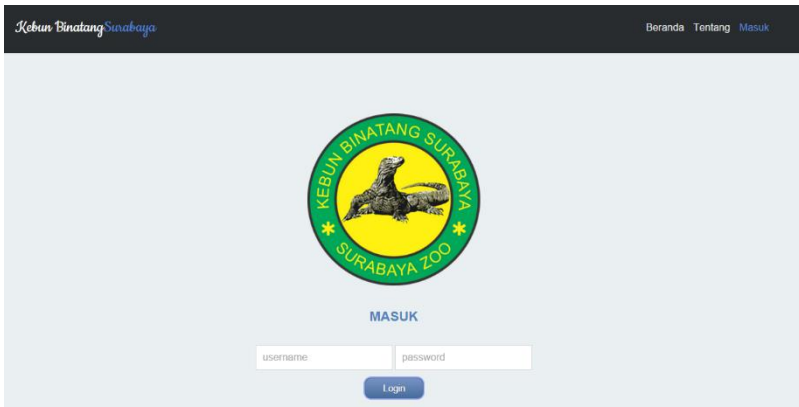 Kebun BinatangSurabaya
Beranda Tentang Masuk
KEBUN BINATANG SURABAYA
SURABAYA ZOO
MASUK
username password
Login